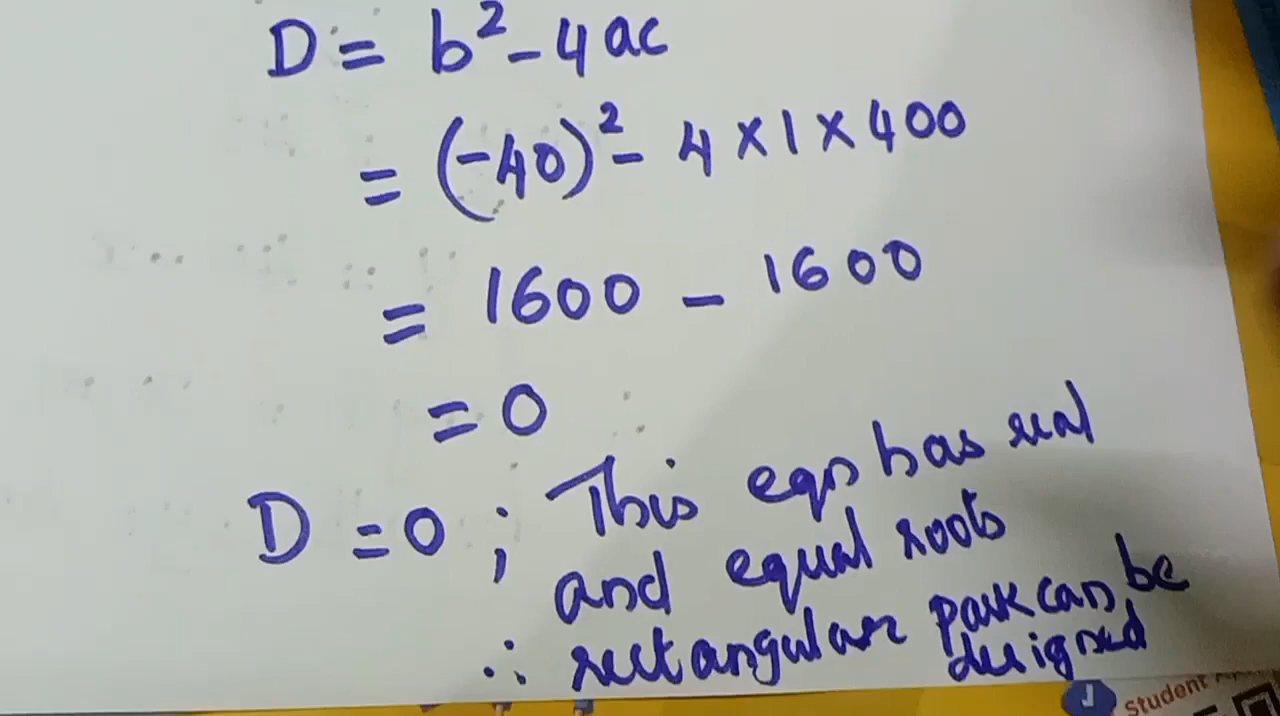 D = b² - 4ac
= (-40)² - 4 × 1 × 400
= 1600 - 1600
= 0
D = 0 ; This eqn has real
and equal roots
∴ rectangular park can be
designed
J Student